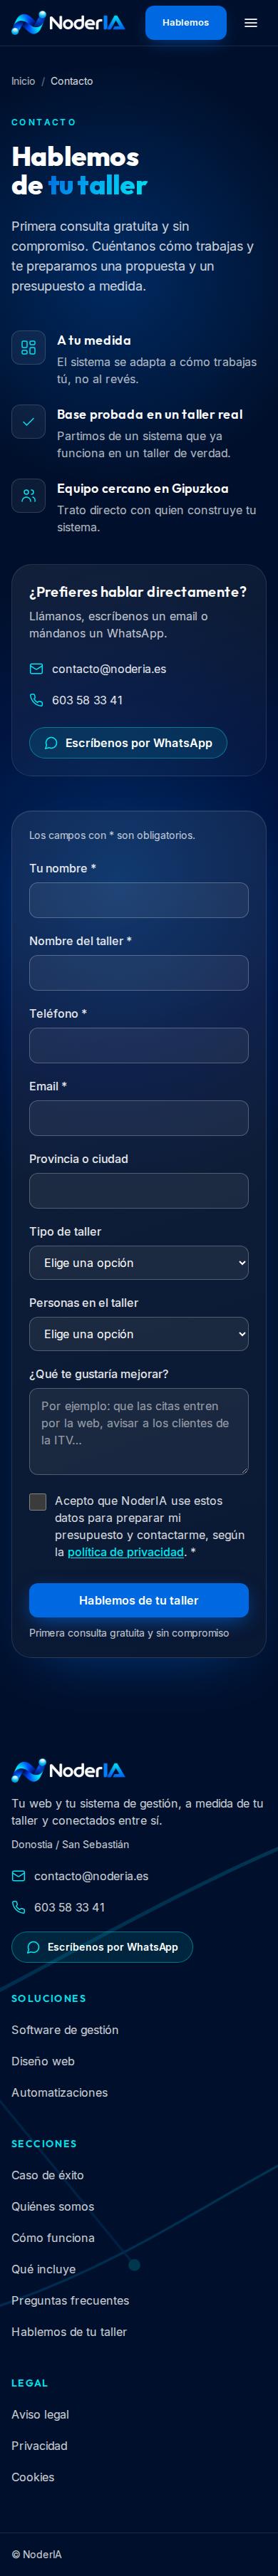 NoderIA
Hablemos
Inicio / Contacto
CONTACTO
Hablemos
de tu taller
Primera consulta gratuita y sin
compromiso. Cuéntanos cómo trabajas y
te preparamos una propuesta y un
presupuesto a medida.
A tu medida
El sistema se adapta a cómo trabajas
tú, no al revés.
Base probada en un taller real
Partimos de un sistema que ya
funciona en un taller de verdad.
Equipo cercano en Gipuzkoa
Trato directo con quien construye tu
sistema.
¿Prefieres hablar directamente?
Llámanos, escríbenos un email o
mándanos un WhatsApp.
contacto@noderia.es
603 58 33 41
Escríbenos por WhatsApp
Los campos con * son obligatorios.
Tu nombre *
Nombre del taller *
Teléfono *
Email *
Provincia o ciudad
Tipo de taller
Elige una opción
Personas en el taller
Elige una opción
¿Qué te gustaría mejorar?
Por ejemplo: que las citas entren
por la web, avisar a los clientes de
la ITV…
Acepto que NoderIA use estos
datos para preparar mi
presupuesto y contactarme, según
la política de privacidad. *
Hablemos de tu taller
Primera consulta gratuita y sin compromiso
NoderIA
Tu web y tu sistema de gestión, a medida de tu
taller y conectados entre sí.
Donostia / San Sebastián
contacto@noderia.es
603 58 33 41
Escríbenos por WhatsApp
SOLUCIONES
Software de gestión
Diseño web
Automatizaciones
SECCIONES
Caso de éxito
Quiénes somos
Cómo funciona
Qué incluye
Preguntas frecuentes
Hablemos de tu taller
LEGAL
Aviso legal
Privacidad
Cookies
© NoderIA